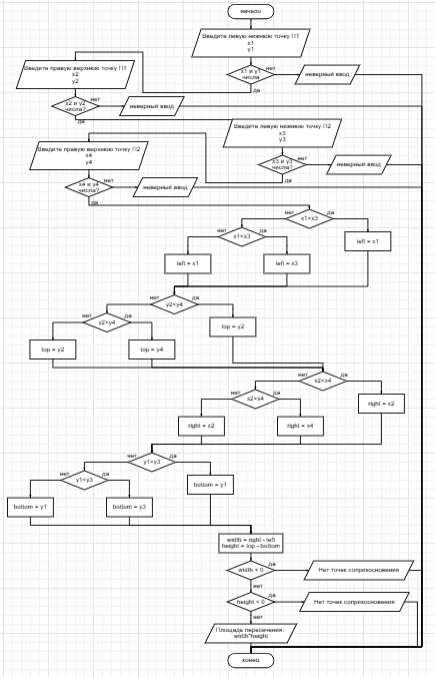 начало
Введите левую нижнюю точку П1
x1
y1
Введите правую верхнюю точку П1
x2
y2
x1 и y1
числа
нет
неверный ввод
да
x2 и y2
числа?
нет
неверный ввод
да
Введите левую нижнюю точку П2
x3
y3
Введите правую верхнюю точку П2
x4
y4
x3 и y3
числа?
нет
неверный ввод
да
x4 и y4
числа?
нет
неверный ввод
да
нет
x1>x3
да
нет
x1<x3
да
left = x1
left = x1
left = x3
нет
y2<y4
да
нет
y2>y4
да
top = y2
top = y2
top = y4
нет
x2<x4
да
нет
x2>x4
да
right = x2
right = x2
right = x4
нет
y1>y3
да
нет
y1<y3
да
bottom = y1
bottom = y1
bottom = y3
width = right - left
height = top - bottom
width < 0
да
Нет точек соприкосновения
нет
height < 0
да
Нет точек соприкосновения
нет
Площадь пересечения:
width*height
конец